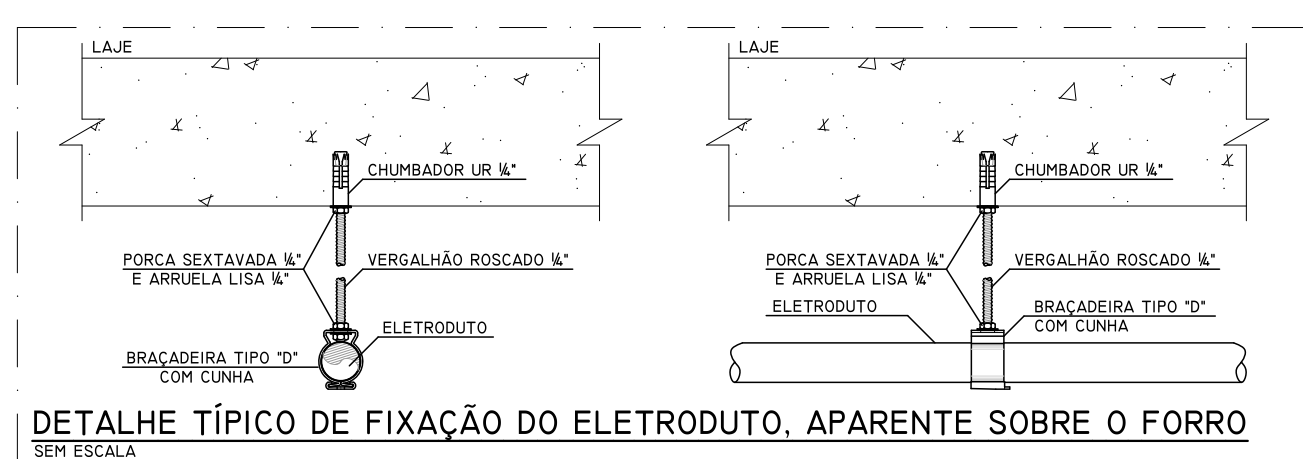 LAJE
CHUMBADOR UR ¼"
PORCA SEXTAVADA ¼"
E ARRUELA LISA ¼"
VERGALHÃO ROSCADO ¼"
ELETRODUTO
BRAÇADEIRA TIPO "D"
COM CUNHA
LAJE
CHUMBADOR UR ¼"
PORCA SEXTAVADA ¼"
E ARRUELA LISA ¼"
VERGALHÃO ROSCADO ¼"
ELETRODUTO
BRAÇADEIRA TIPO "D"
COM CUNHA
DETALHE TÍPICO DE FIXAÇÃO DO ELETRODUTO, APARENTE SOBRE O FORRO
SEM ESCALA